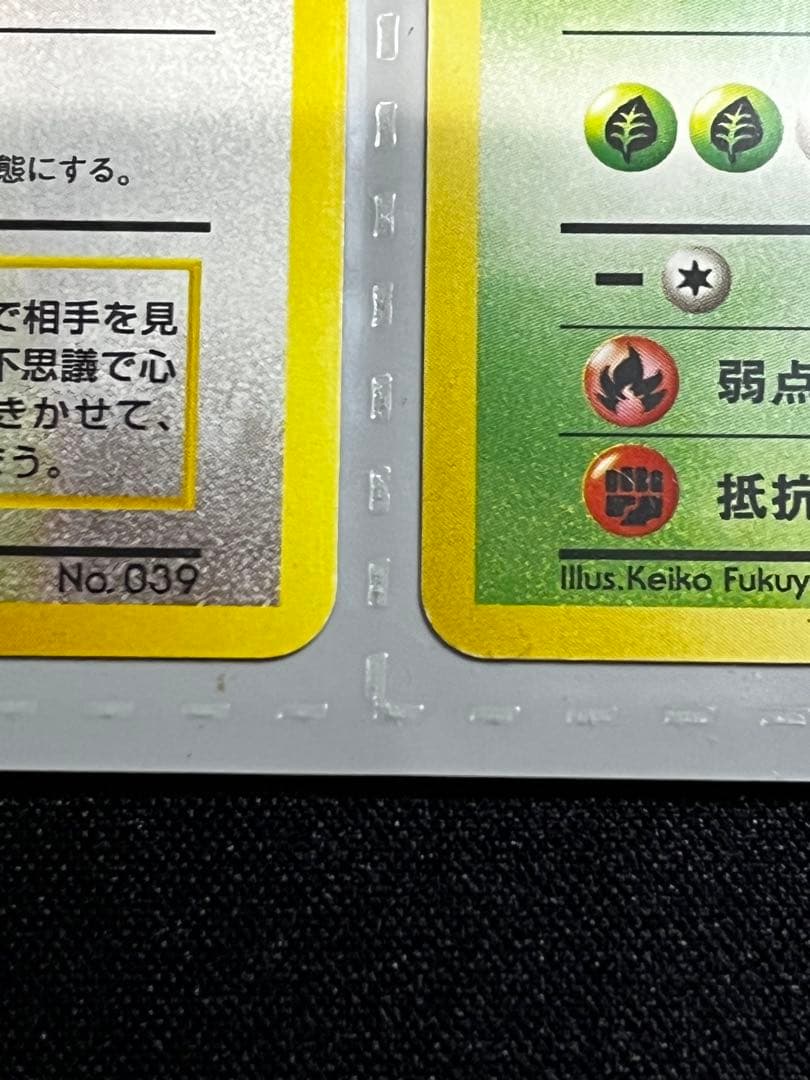 態にする。
で相手を見
不思議で心
きかせて、
まう。
No.039
弱点
抵抗
Illus.Keiko Fukuy